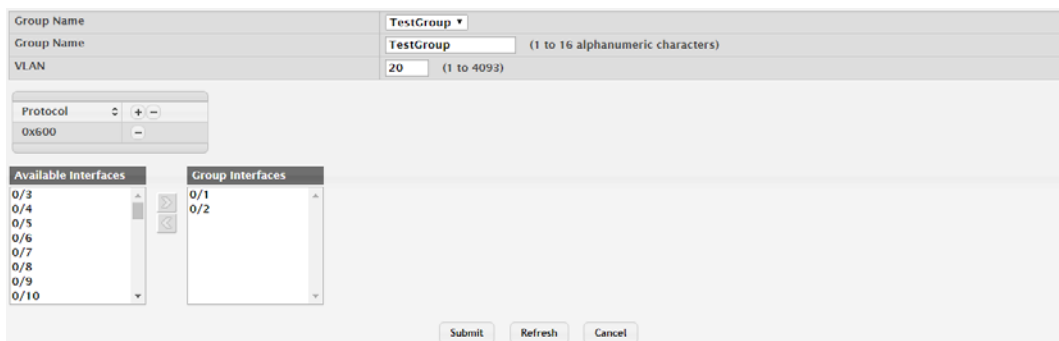 Group Name TestGroup
Group Name TestGroup (1 to 16 alphanumeric characters)
VLAN 20 (1 to 4093)
Protocol
0x600
Available Interfaces Group Interfaces
0/3 0/1
0/4 0/2
0/5
0/6
0/7
0/8
0/9
0/10
Submit Refresh Cancel